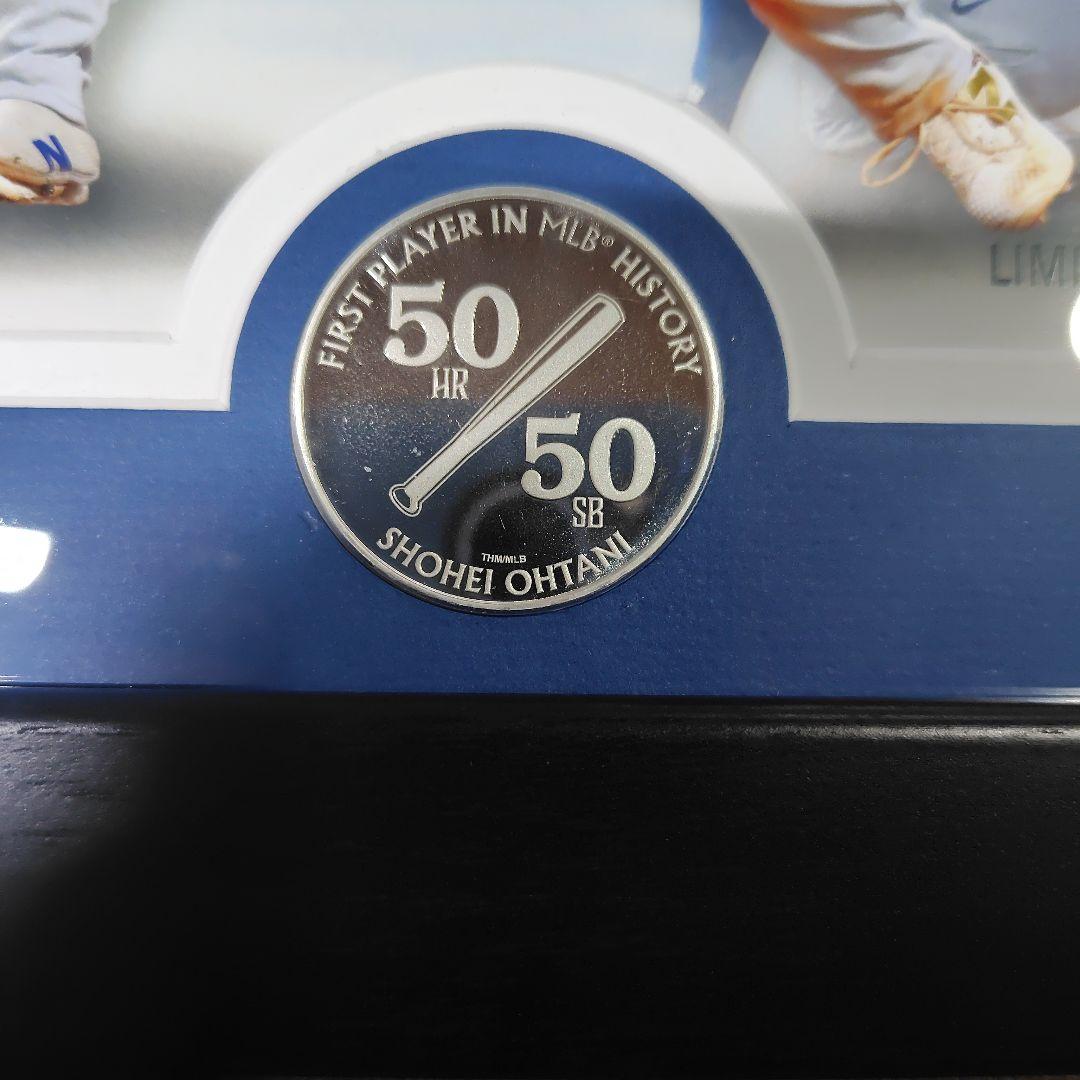 FIRST PLAYER IN MLB® HISTORY
50
HR
50
SB
THM/MLB
SHOHEI OHTANI
N